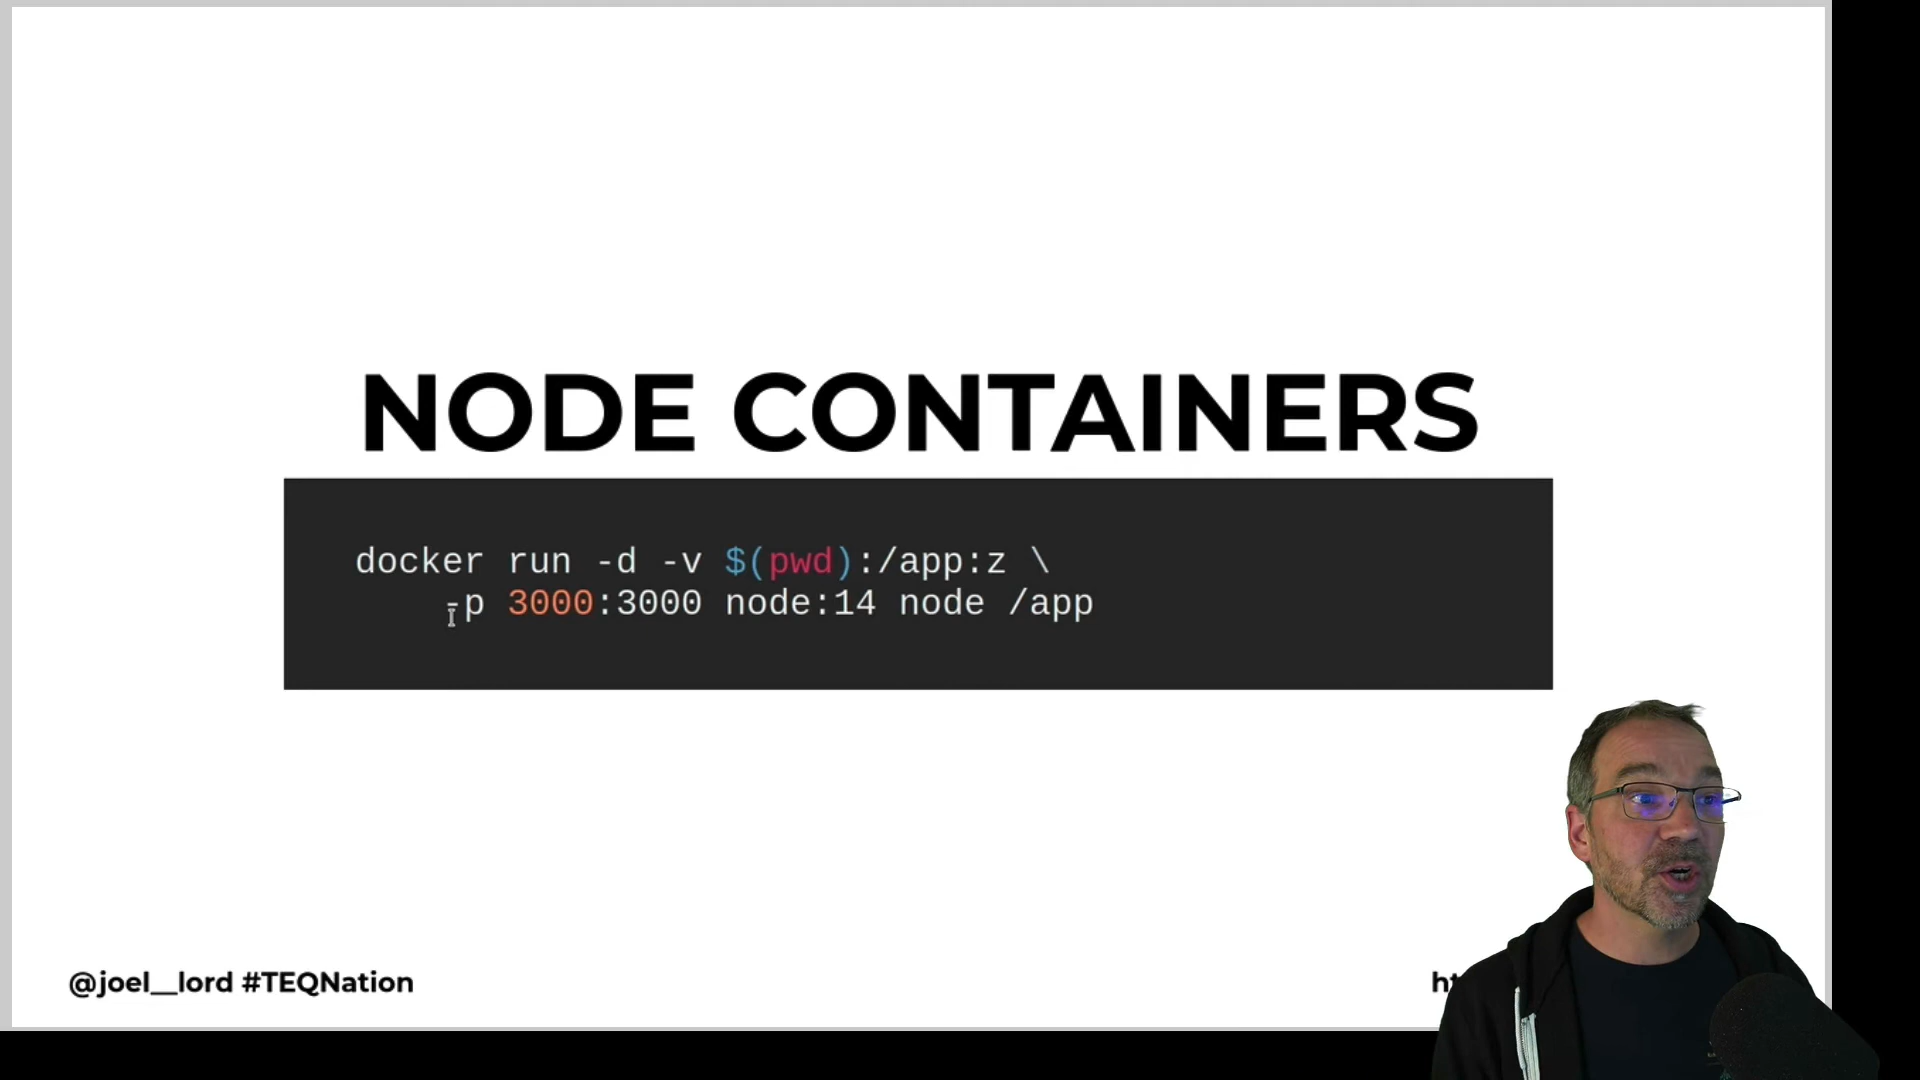 NODE CONTAINERS
docker run -d -v $(pwd):/app:z \
-p 3000:3000 node:14 node /app
@joel__lord #TEQNation